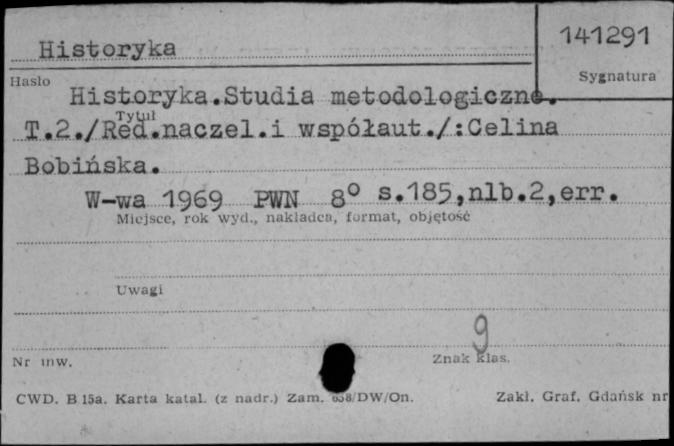 Historyka
141291
Hasło
Sygnatura
Historyka.Studia metodologiczne.
Tytuł
T.2./Red.naczel.i współaut./:Celina
Bobińska.
W-wa 1969 PWN 8° s.185,nlb.2,err.
Miejsce, rok wyd., nakładca, format, objętość
Uwagi
9
Nr inw.
Znak klas.
CWD. B 15a. Karta katal. (z nadr.) Zam. /DW/On.
Zakł. Graf. Gdańsk nr